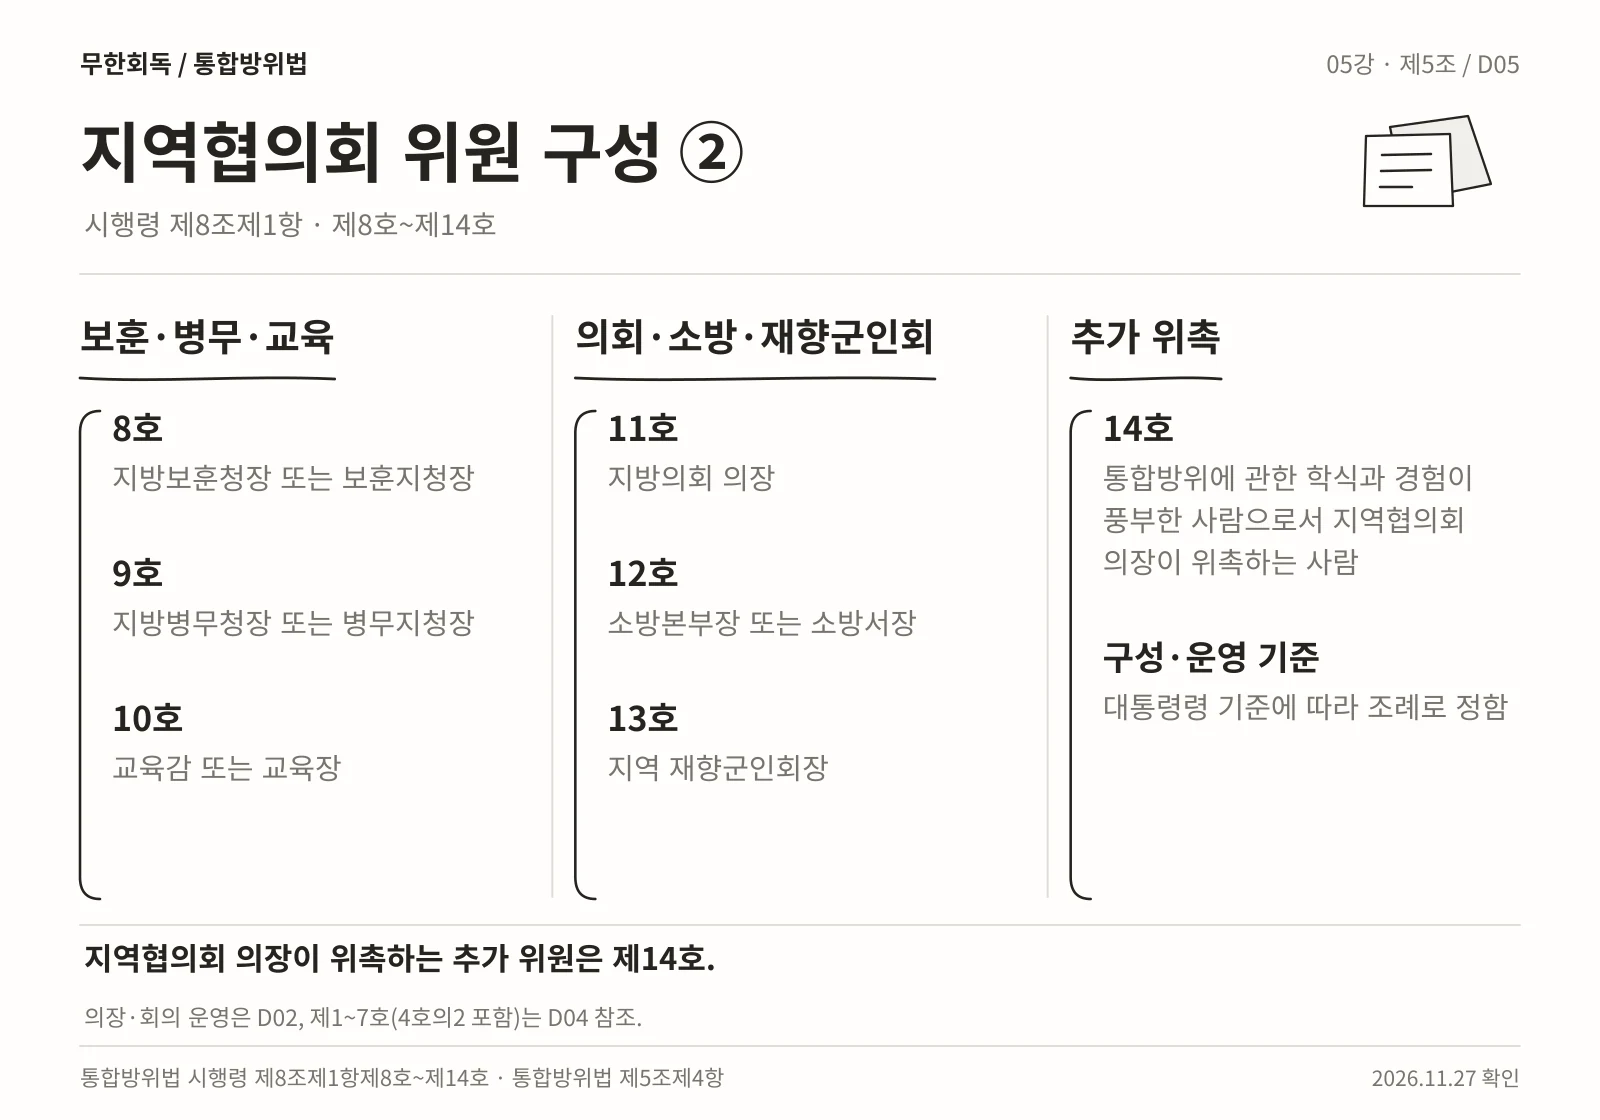 무한회독 / 통합방위법
05강 · 제5조 / D05
지역협의회 위원 구성 ②
시행령 제8조제1항 · 제8호~제14호
보훈·병무·교육
8호
지방보훈청장 또는 보훈지청장
9호
지방병무청장 또는 병무지청장
10호
교육감 또는 교육장
의회·소방·재향군인회
11호
지방의회 의장
12호
소방본부장 또는 소방서장
13호
지역 재향군인회장
추가 위촉
14호
통합방위에 관한 학식과 경험이
풍부한 사람으로서 지역협의회
의장이 위촉하는 사람
구성·운영 기준
대통령령 기준에 따라 조례로 정함
지역협의회 의장이 위촉하는 추가 위원은 제14호.
의장·회의 운영은 D02, 제1~7호(4호의2 포함)는 D04 참조.
통합방위법 시행령 제8조제1항제8호~제14호 · 통합방위법 제5조제4항
2026.11.27 확인